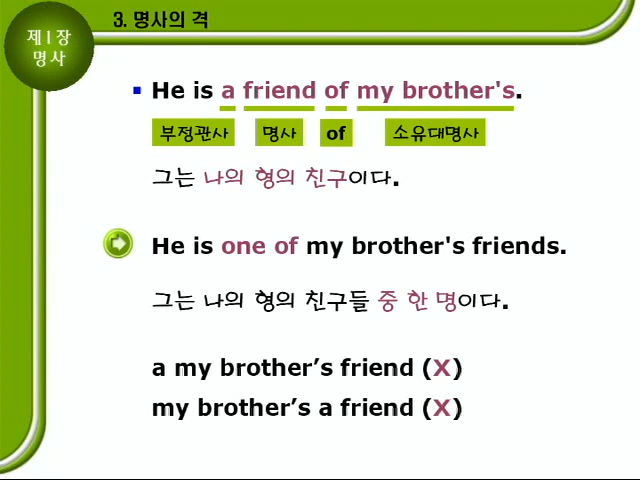 3. 명사의 격
제1장
명사
He is a friend of my brother's.
부정관사 명사 of 소유대명사
그는 나의 형의 친구이다.
He is one of my brother's friends.
그는 나의 형의 친구들 중 한 명이다.
a my brother’s friend (X)
my brother’s a friend (X)